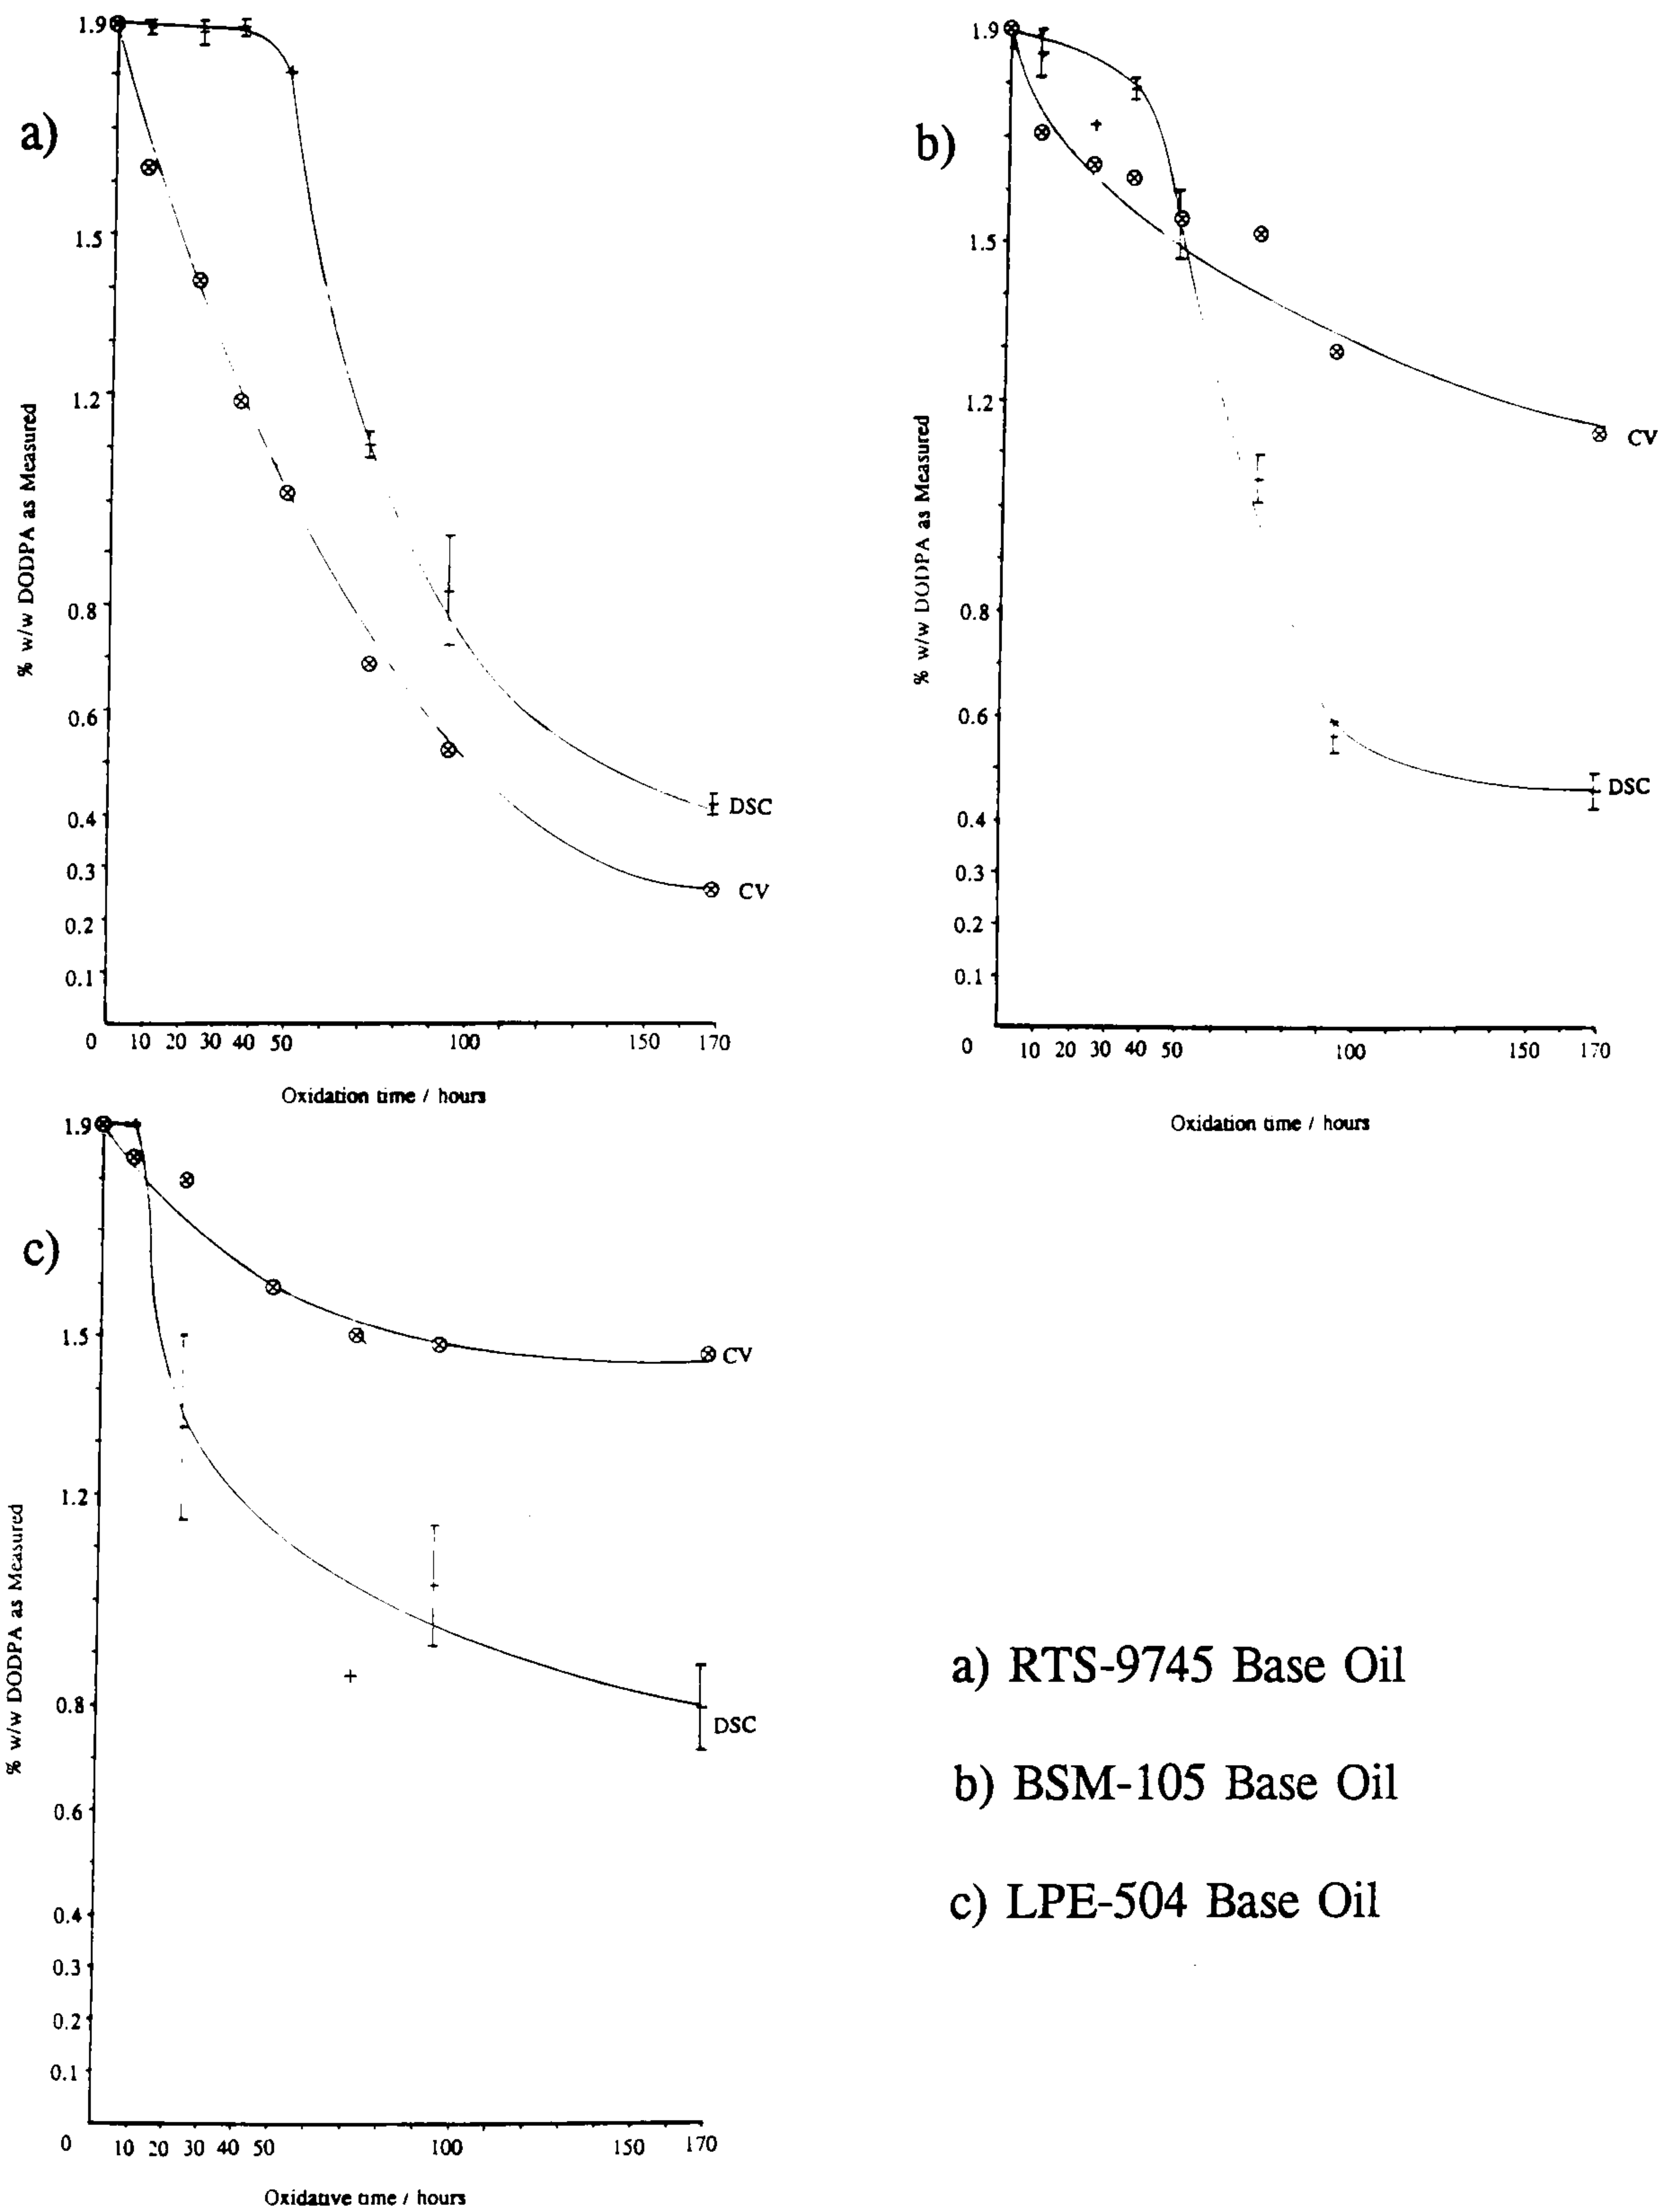 a)
1.9
1.5
1.2
0.8
0.6
0.4
0.3
0.2
0.1
% w/w DODPA as Measured
DSC
CV
0 10 20 30 40 50 100 150 170
Oxidation time / hours
b)
1.9
1.5
1.2
0.8
0.6
0.4
0.3
0.2
0.1
% w/w DODPA as Measured
CV
DSC
0 10 20 30 40 50 100 150 170
Oxidation time / hours
c)
1.9
1.5
1.2
0.8
0.6
0.4
0.3
0.2
0.1
% w/w DODPA as Measured
CV
DSC
0 10 20 30 40 50 100 150 170
Oxidative time / hours
a) RTS-9745 Base Oil
b) BSM-105 Base Oil
c) LPE-504 Base Oil